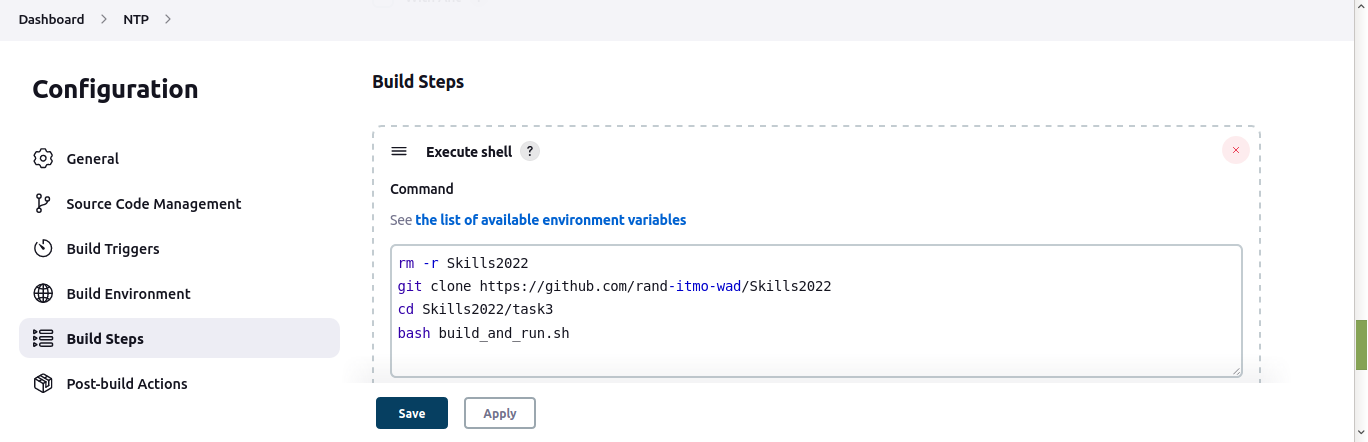 Dashboard > NTP >
Configuration
General
Source Code Management
Build Triggers
Build Environment
Build Steps
Post-build Actions
Build Steps
Execute shell ?
Command
See the list of available environment variables
rm -r Skills2022
git clone https://github.com/rand-itmo-wad/Skills2022
cd Skills2022/task3
bash build_and_run.sh
Save
Apply